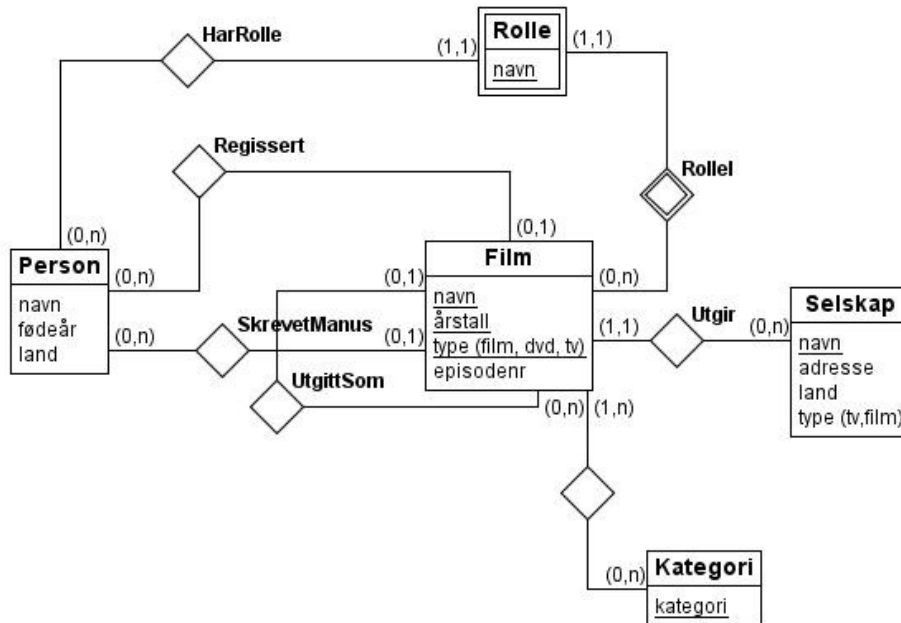 HarRolle
(1,1)
Rolle
navn
(1,1)
Regissert
RolleI
(0,n)
(0,1)
Person
navn
fødeår
land
(0,n)
(0,n)
SkrevetManus
(0,1)
(0,1)
Film
navn
årstall
type (film, dvd, tv)
episodenr
(0,n)
(1,1)
Utgir
(0,n)
Selskap
navn
adresse
land
type (tv,film)
UtgittSom
(0,n)
(1,n)
(0,n)
Kategori
kategori